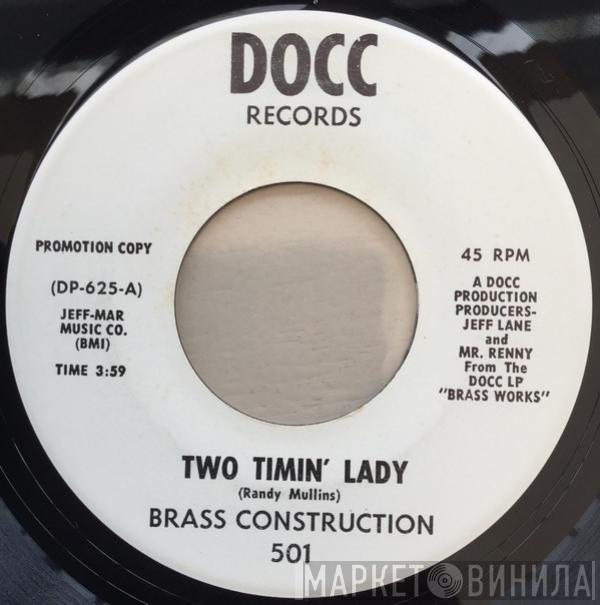 DOCC
RECORDS
PROMOTION COPY
(DP-625-A)
JEFF-MAR
MUSIC CO.
(BMI)
TIME 3:59
45 RPM
A DOCC
PRODUCTION
PRODUCERS-
JEFF LANE
and
MR. RENNY
From The
DOCC LP
"BRASS WORKS"
TWO TIMIN' LADY
(Randy Mullins)
BRASS CONSTRUCTION
501
МАРКЕТ ВИНИЛА